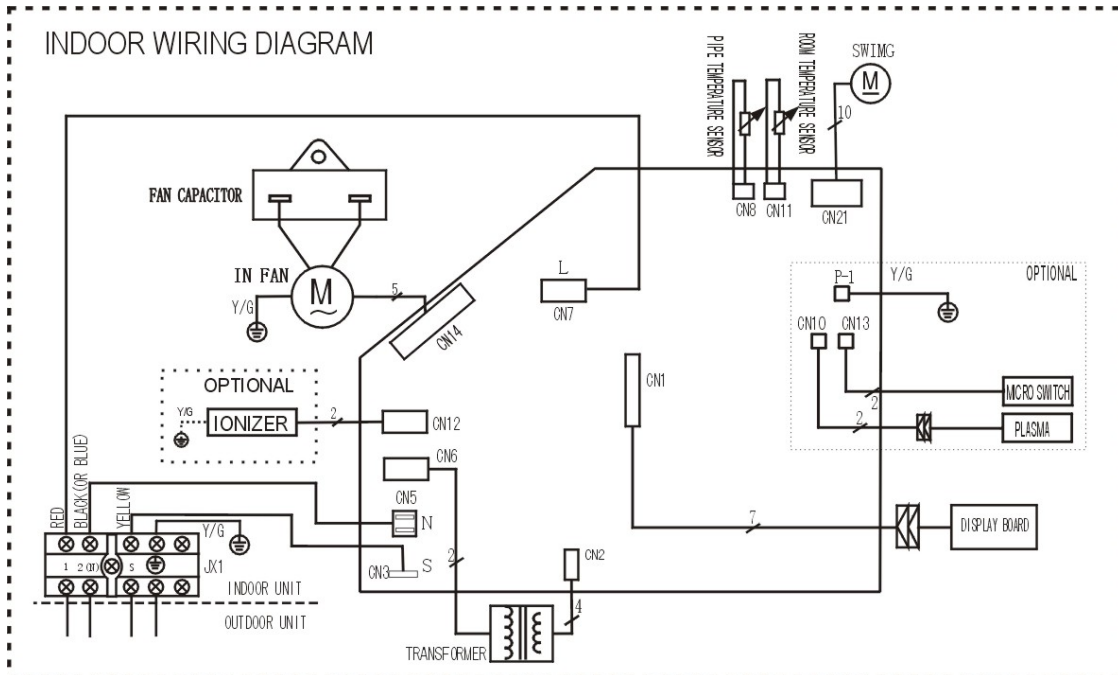 INDOOR WIRING DIAGRAM
PIPE TEMPERATURE SENSOR
ROOM TEMPERATURE SENSOR
SWIMG
M
10
CN8
CN11
CN21
FAN CAPACITOR
IN FAN
M
~
Y/G
5
CN14
L
CN7
OPTIONAL
P-1
Y/G
CN10
CN13
2
MICRO SWITCH
2
PLASMA
CN1
7
DISPLAY BOARD
OPTIONAL
Y/G
IONIZER
2
CN12
CN6
CN5
N
CN3
S
2
CN2
4
TRANSFORMER
RED
BLACK(OR BLUE)
YELLOW
Y/G
1 2(N) S
JX1
INDOOR UNIT
OUTDOOR UNIT